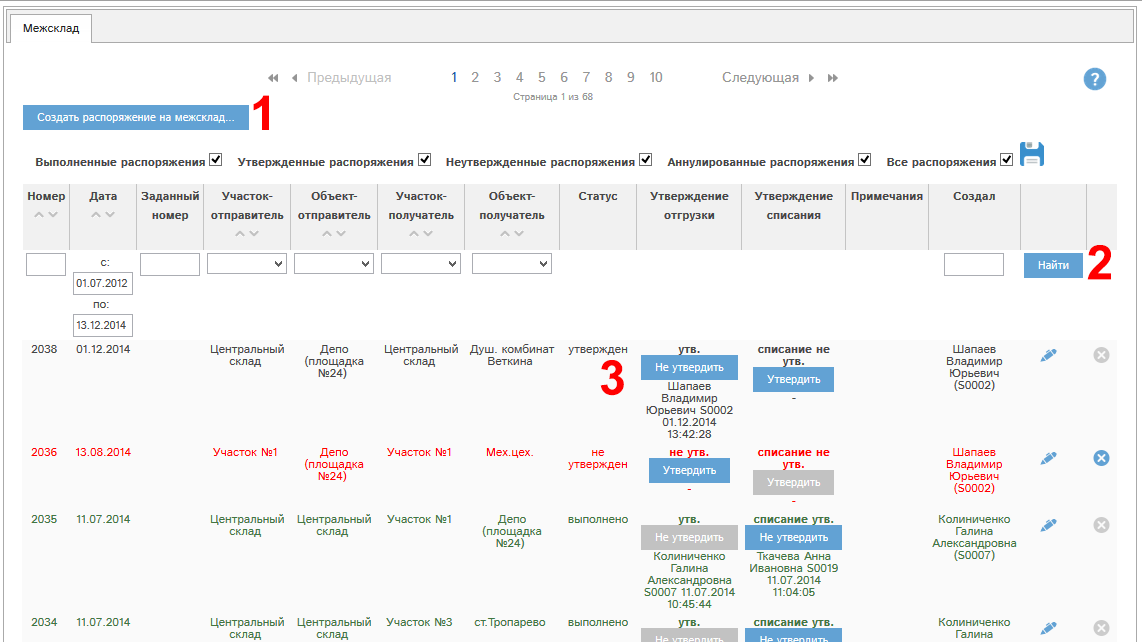 Межсклад
Предыдущая 1 2 3 4 5 6 7 8 9 10 Следующая
Страница 1 из 68
?
Создать распоряжение на межсклад...
1
Выполненные распоряжения Утвержденные распоряжения Неутвержденные распоряжения Аннулированные распоряжения Все распоряжения
Номер Дата Заданный номер Участок-отправитель Объект-отправитель Участок-получатель Объект-получатель Статус Утверждение отгрузки Утверждение списания Примечания Создал
с:
01.07.2012
по:
13.12.2014
Найти
2
2038 01.12.2014 Центральный склад Депо (площадка №24) Центральный склад Душ. комбинат Веткина утвержден
3
утв.
Не утвердить
Шапаев
Владимир
Юрьевич S0002
01.12.2014
13:42:28
списание не
утв.
Утвердить
-
Шапаев
Владимир
Юрьевич
(S0002)
2036 13.08.2014 Участок №1 Депо (площадка №24) Участок №1 Мех.цех. не утвержден
не утв.
Утвердить
-
списание не
утв.
Утвердить
-
Шапаев
Владимир
Юрьевич
(S0002)
2035 11.07.2014 Центральный склад Центральный склад Участок №1 Депо (площадка №24) выполнено
утв.
Не утвердить
Колиниченко
Галина
Александровна
S0007 11.07.2014
10:45:44
списание утв.
Не утвердить
Ткачева Анна
Ивановна S0019
11.07.2014
11:04:05
Колиниченко
Галина
Александровна
(S0007)
2034 11.07.2014 Центральный склад Центральный склад Участок №3 ст.Тропарево выполнено
утв.
Не утвердить
списание утв.
Не утвердить
Колиниченко
Галина